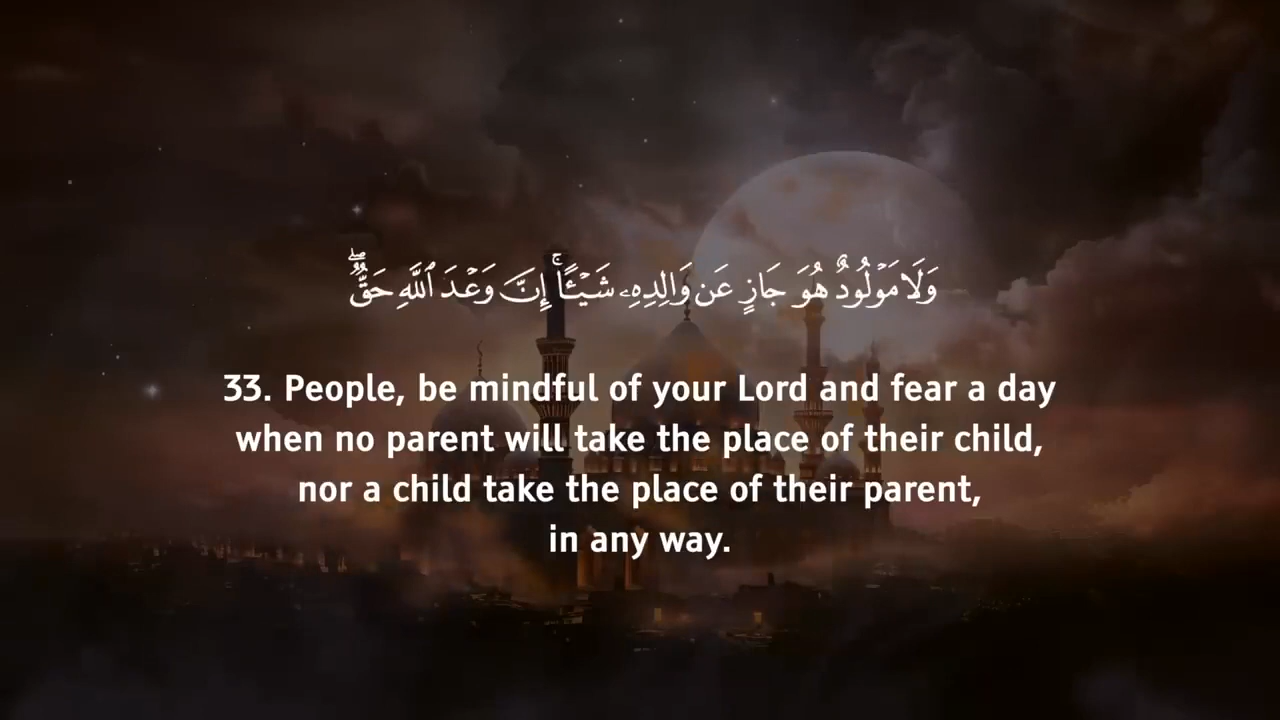 وَلَا مَوْلُودٌ هُوَ جَازٍ عَن وَالِدِهِۦ شَيْـًٔا ۚ إِنَّ وَعْدَ ٱللَّهِ حَقٌّ ۖ
33. People, be mindful of your Lord and fear a day
when no parent will take the place of their child,
nor a child take the place of their parent,
in any way.